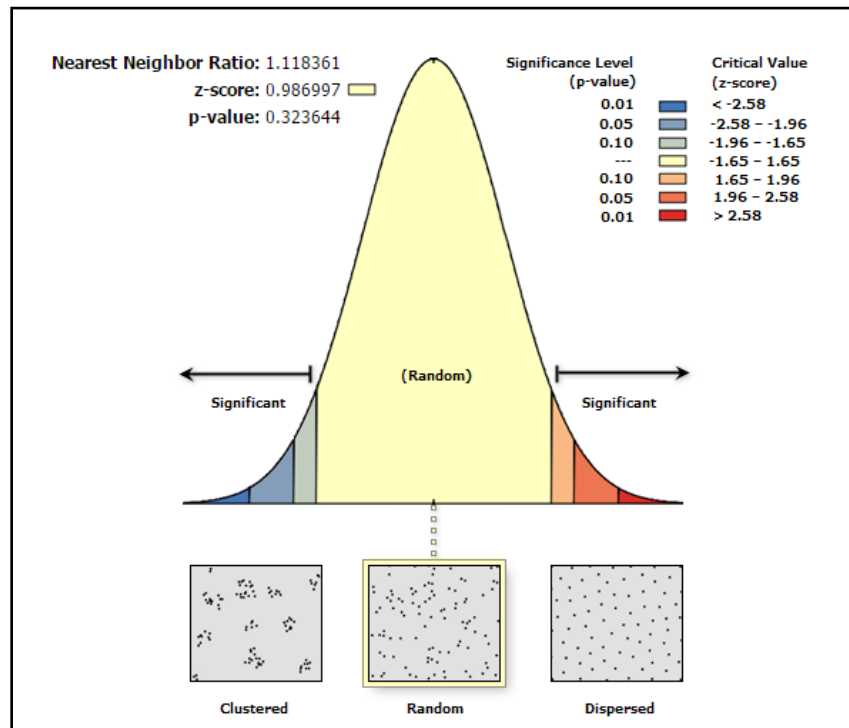 Nearest Neighbor Ratio: 1.118361
z-score: 0.986997
p-value: 0.323644
Significance Level
(p-value)
Critical Value
(z-score)
0.01 < -2.58
0.05 -2.58 – -1.96
0.10 -1.96 – -1.65
--- -1.65 – 1.65
0.10 1.65 – 1.96
0.05 1.96 – 2.58
0.01 > 2.58
Significant
(Random)
Significant
Clustered
Random
Dispersed